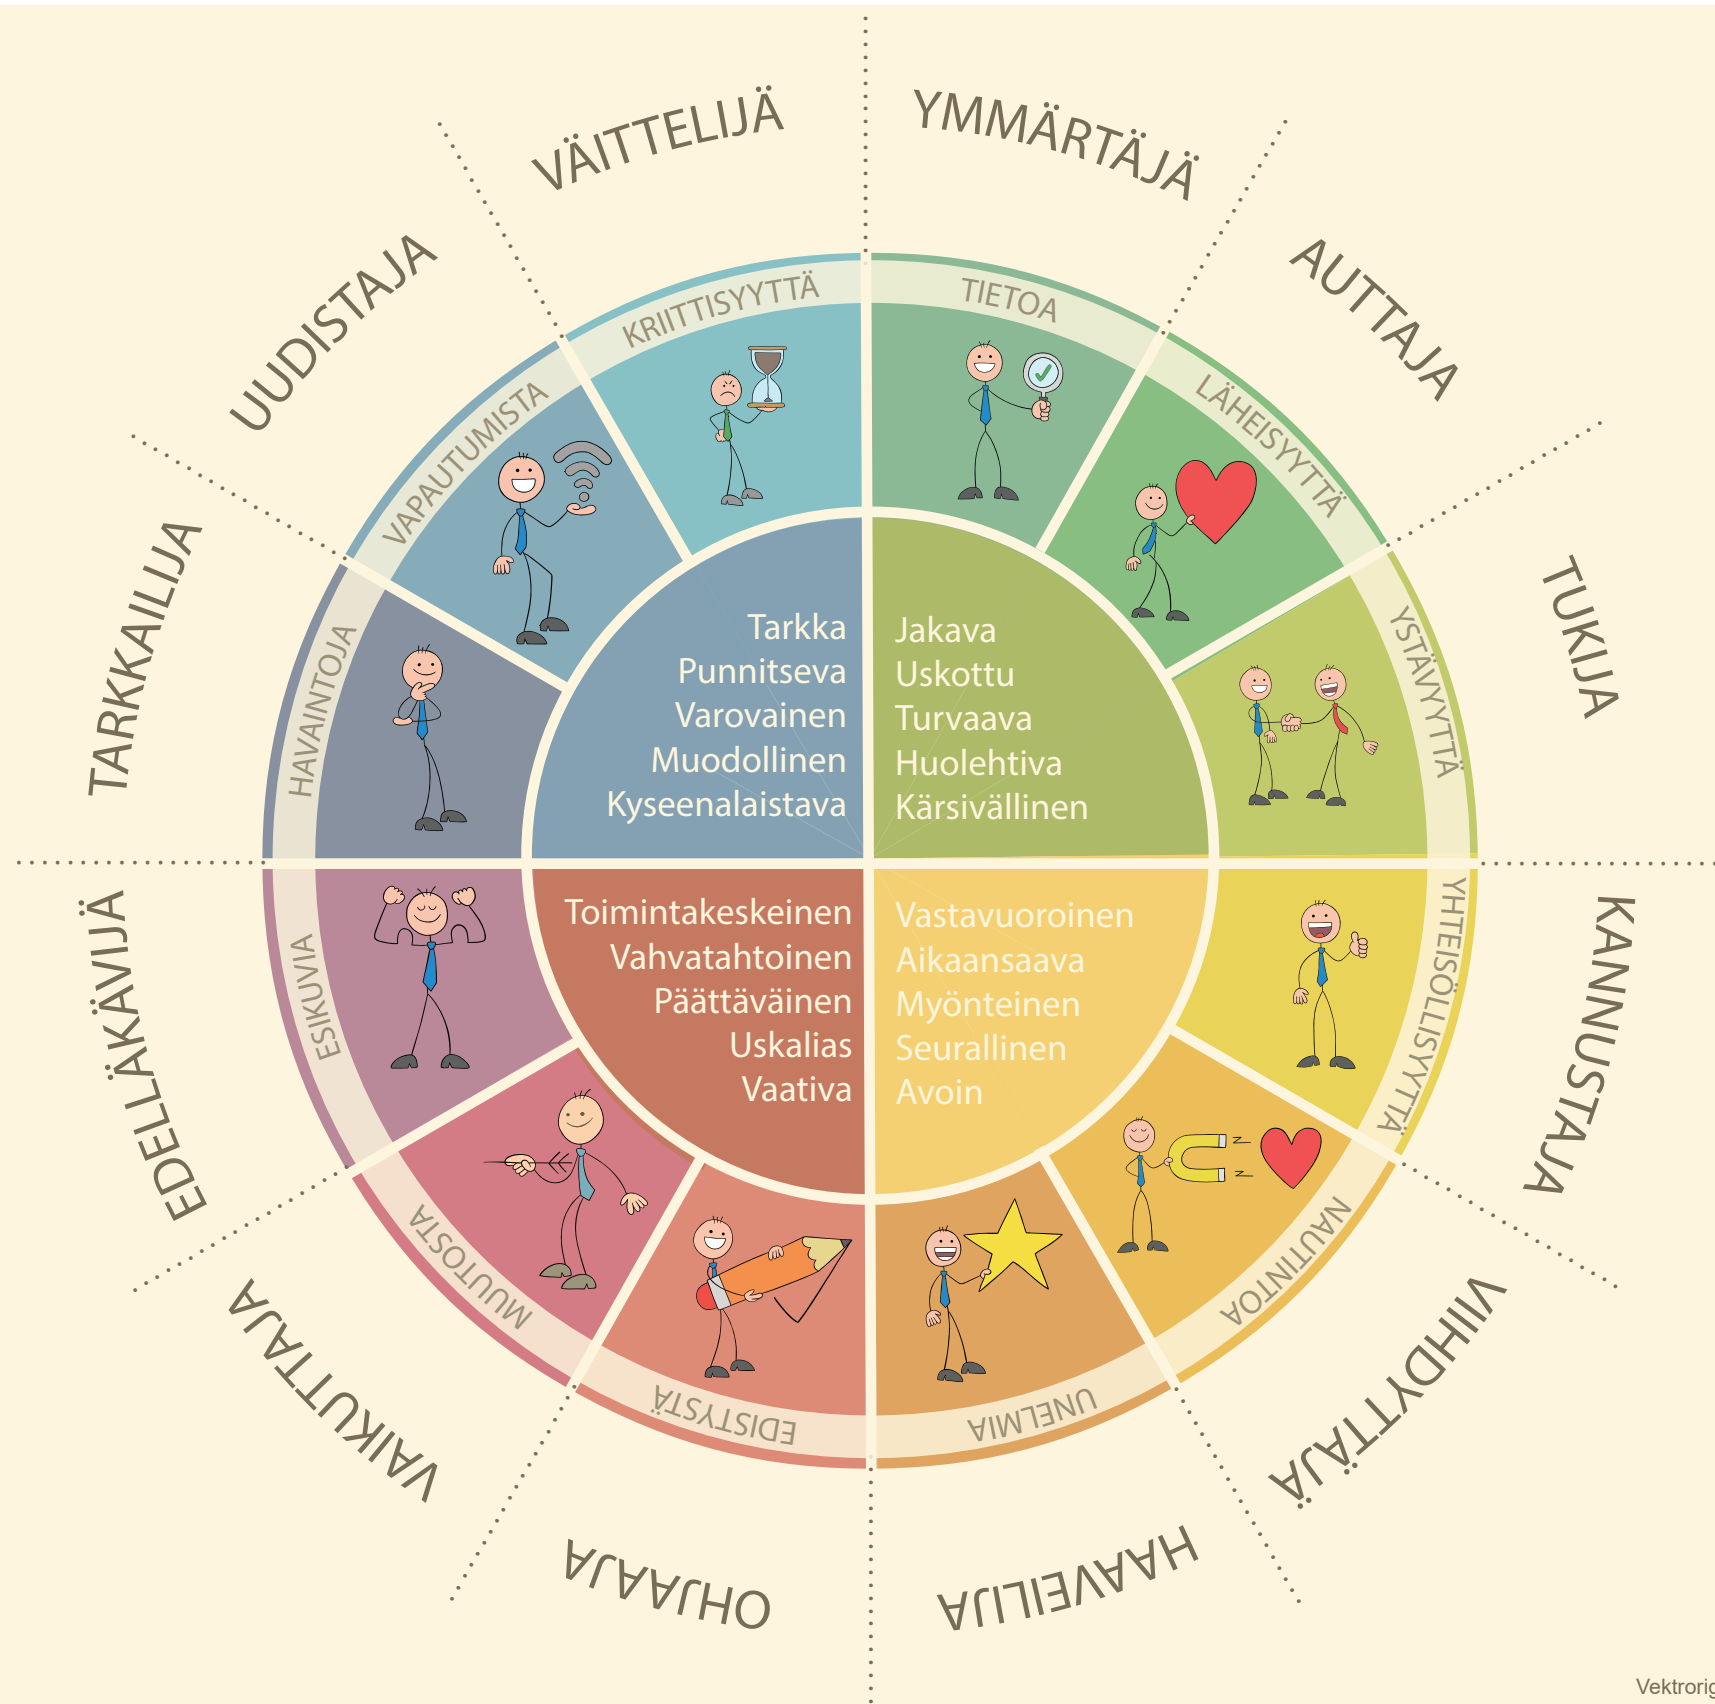 VÄITTELIJÄ
YMMÄRTÄJÄ
AUTTAJA
TUKIJA
KANNUSTAJA
VIIHDYTTÄJÄ
HAAVEILIJA
OHJAAJA
VAIKUTTAJA
EDELLÄKÄVIJÄ
TARKKAILIJA
UUDISTAJA
KRIITTISYYTTÄ
TIETOA
LÄHEISYYTTÄ
YSTÄVYYTTÄ
YHTEISÖLLISYYTTÄ
NAUTINTOA
UNELMIA
EDISTYSTÄ
MUUTOSTA
ESIKUVIA
HAVAINTOJA
VAPAUTUMISTA
Tarkka
Punnitseva
Varovainen
Muodollinen
Kyseenalaistava
Jakava
Uskottu
Turvaava
Huolehtiva
Kärsivällinen
Toimintakeskeinen
Vahvatahtoinen
Päättäväinen
Uskalias
Vaativa
Vastavuoroinen
Aikaansaava
Myönteinen
Seurallinen
Avoin